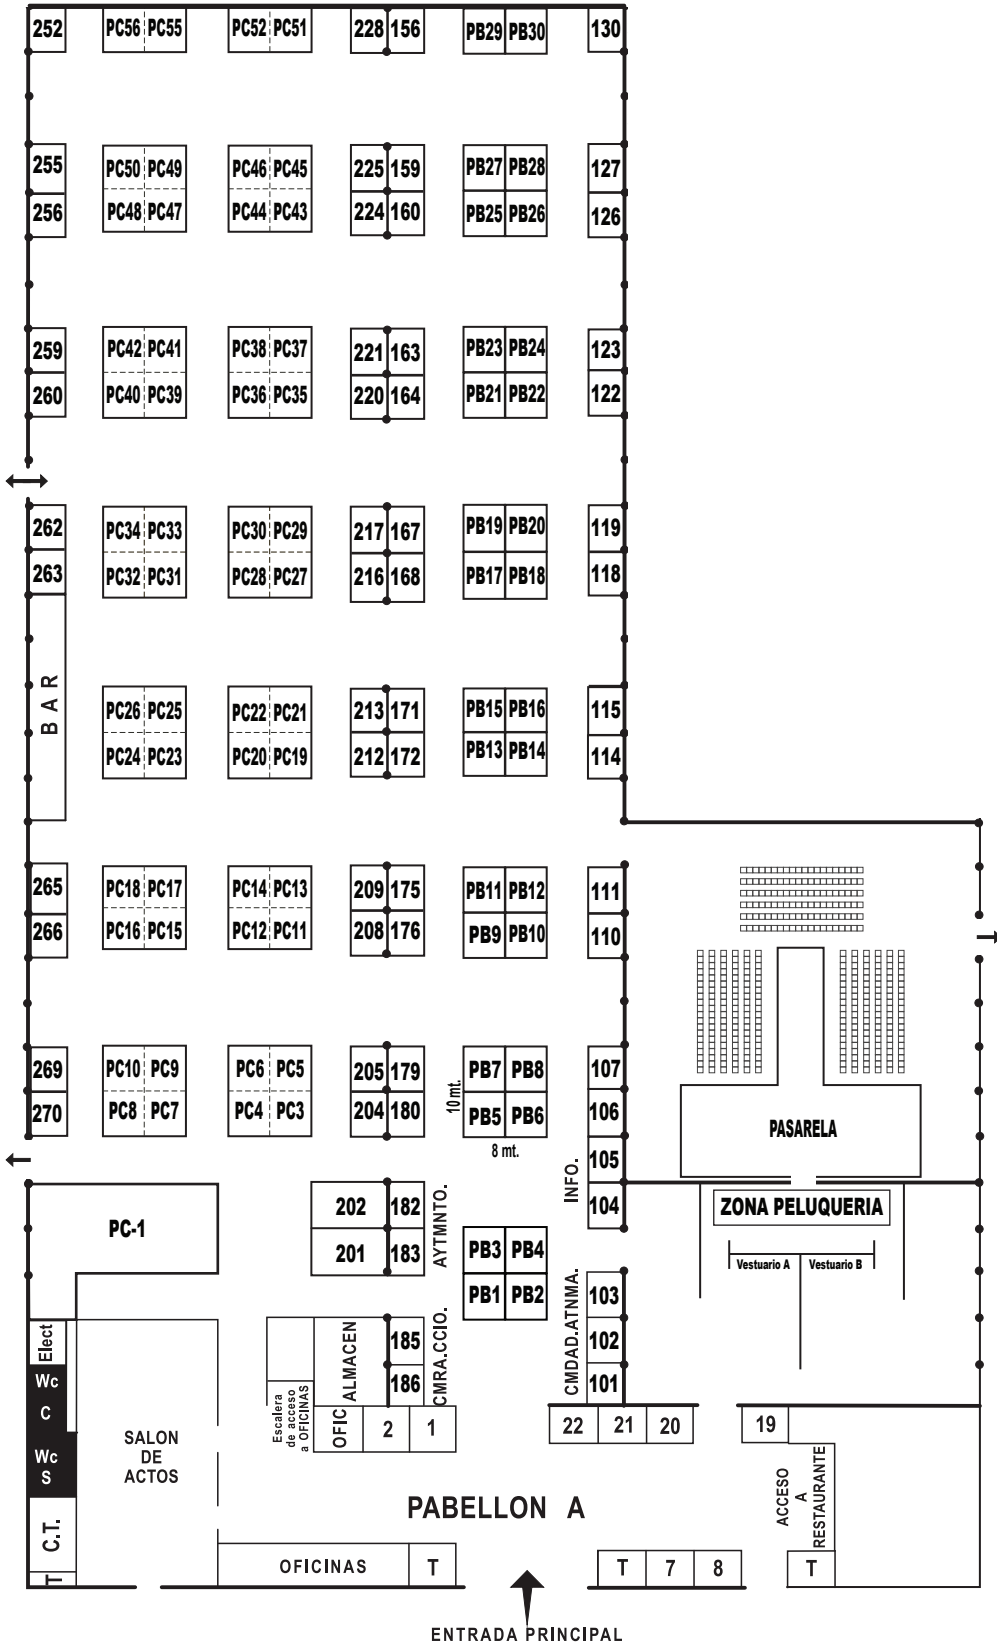 252 PC56 PC55 PC52 PC51 228 156 PB29 PB30 130
255 PC50 PC49 PC46 PC45 225 159 PB27 PB28 127
256 PC48 PC47 PC44 PC43 224 160 PB25 PB26 126
259 PC42 PC41 PC38 PC37 221 163 PB23 PB24 123
260 PC40 PC39 PC36 PC35 220 164 PB21 PB22 122
262 PC34 PC33 PC30 PC29 217 167 PB19 PB20 119
263 PC32 PC31 PC28 PC27 216 168 PB17 PB18 118
BAR
PC26 PC25 PC22 PC21 213 171 PB15 PB16 115
PC24 PC23 PC20 PC19 212 172 PB13 PB14 114
265 PC18 PC17 PC14 PC13 209 175 PB11 PB12 111
266 PC16 PC15 PC12 PC11 208 176 PB9 PB10 110
269 PC10 PC9 PC6 PC5 205 179 PB7 PB8 107
270 PC8 PC7 PC4 PC3 204 180 PB5 PB6 106
10 mt.
8 mt.
PASARELA
105
INFO.
104
ZONA PELUQUERIA
Vestuario A Vestuario B
PC-1
202 182
201 183
AYTMNTO.
PB3 PB4
PB1 PB2
CMDAD.ATNMA.
103
102
101
185
186
CMRA.CCIO.
ALMACEN
Escalera
de acceso
a OFICINAS
OFIC 2 1
22 21 20 19
Elect
Wc
C
Wc
S
C.T.
T
SALON
DE
ACTOS
PABELLON A
ACCESO
A
RESTAURANTE
OFICINAS T T 7 8 T
ENTRADA PRINCIPAL